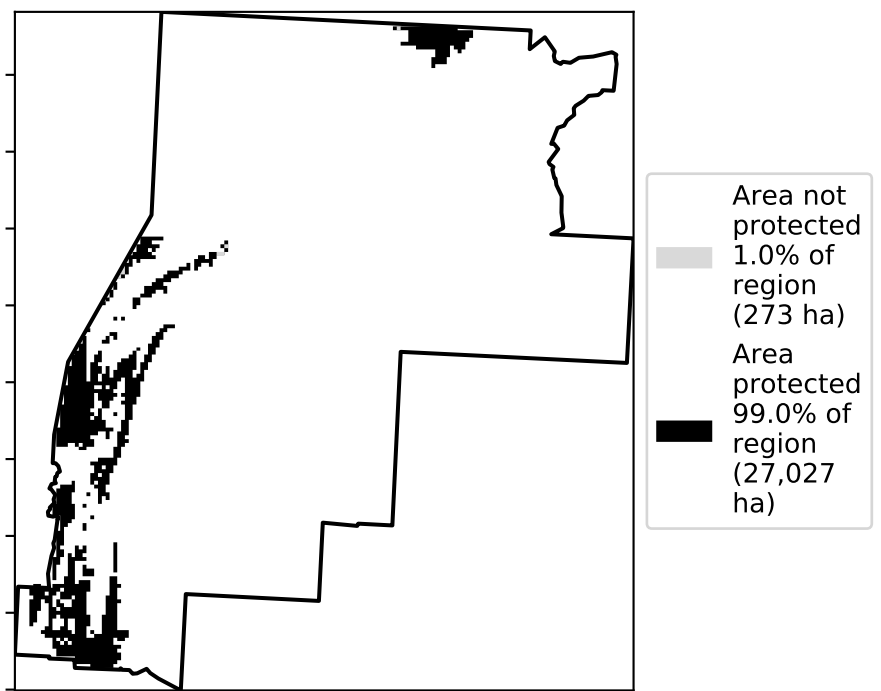 Area not
protected
1.0% of
region
(273 ha)
Area
protected
99.0% of
region
(27,027
ha)